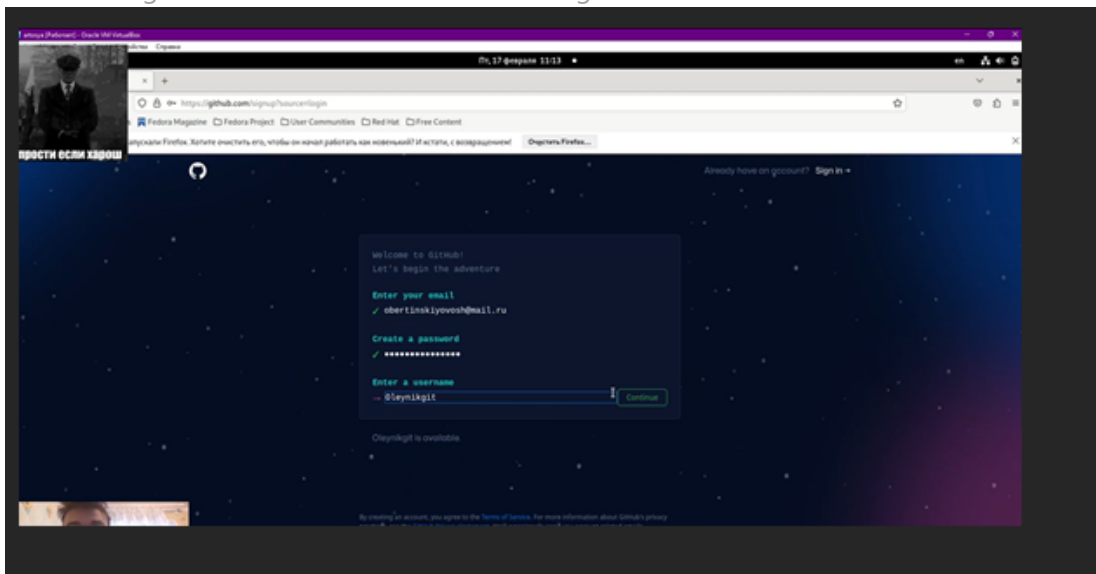 artosya [Работает] - Oracle VM VirtualBox
Справка
Пт, 17 февраля 11:13
en
https://github.com/signup?source=login
Fedora Magazine Fedora Project User Communities Red Hat Free Content
запускали Firefox. Хотите очистить его, чтобы он начал работать как новенький? И кстати, с возвращением! Очистить Firefox...
прости если харош
Already have an account? Sign in →
Welcome to GitHub!
Let's begin the adventure
Enter your email
✓ obertinskiyovosh@mail.ru
Create a password
✓ ●●●●●●●●●●●●●●●
Enter a username
→ Oleynikgit Continue
Oleynikgit is available.
By creating an account, you agree to the Terms of Service. For more information about GitHub's privacy